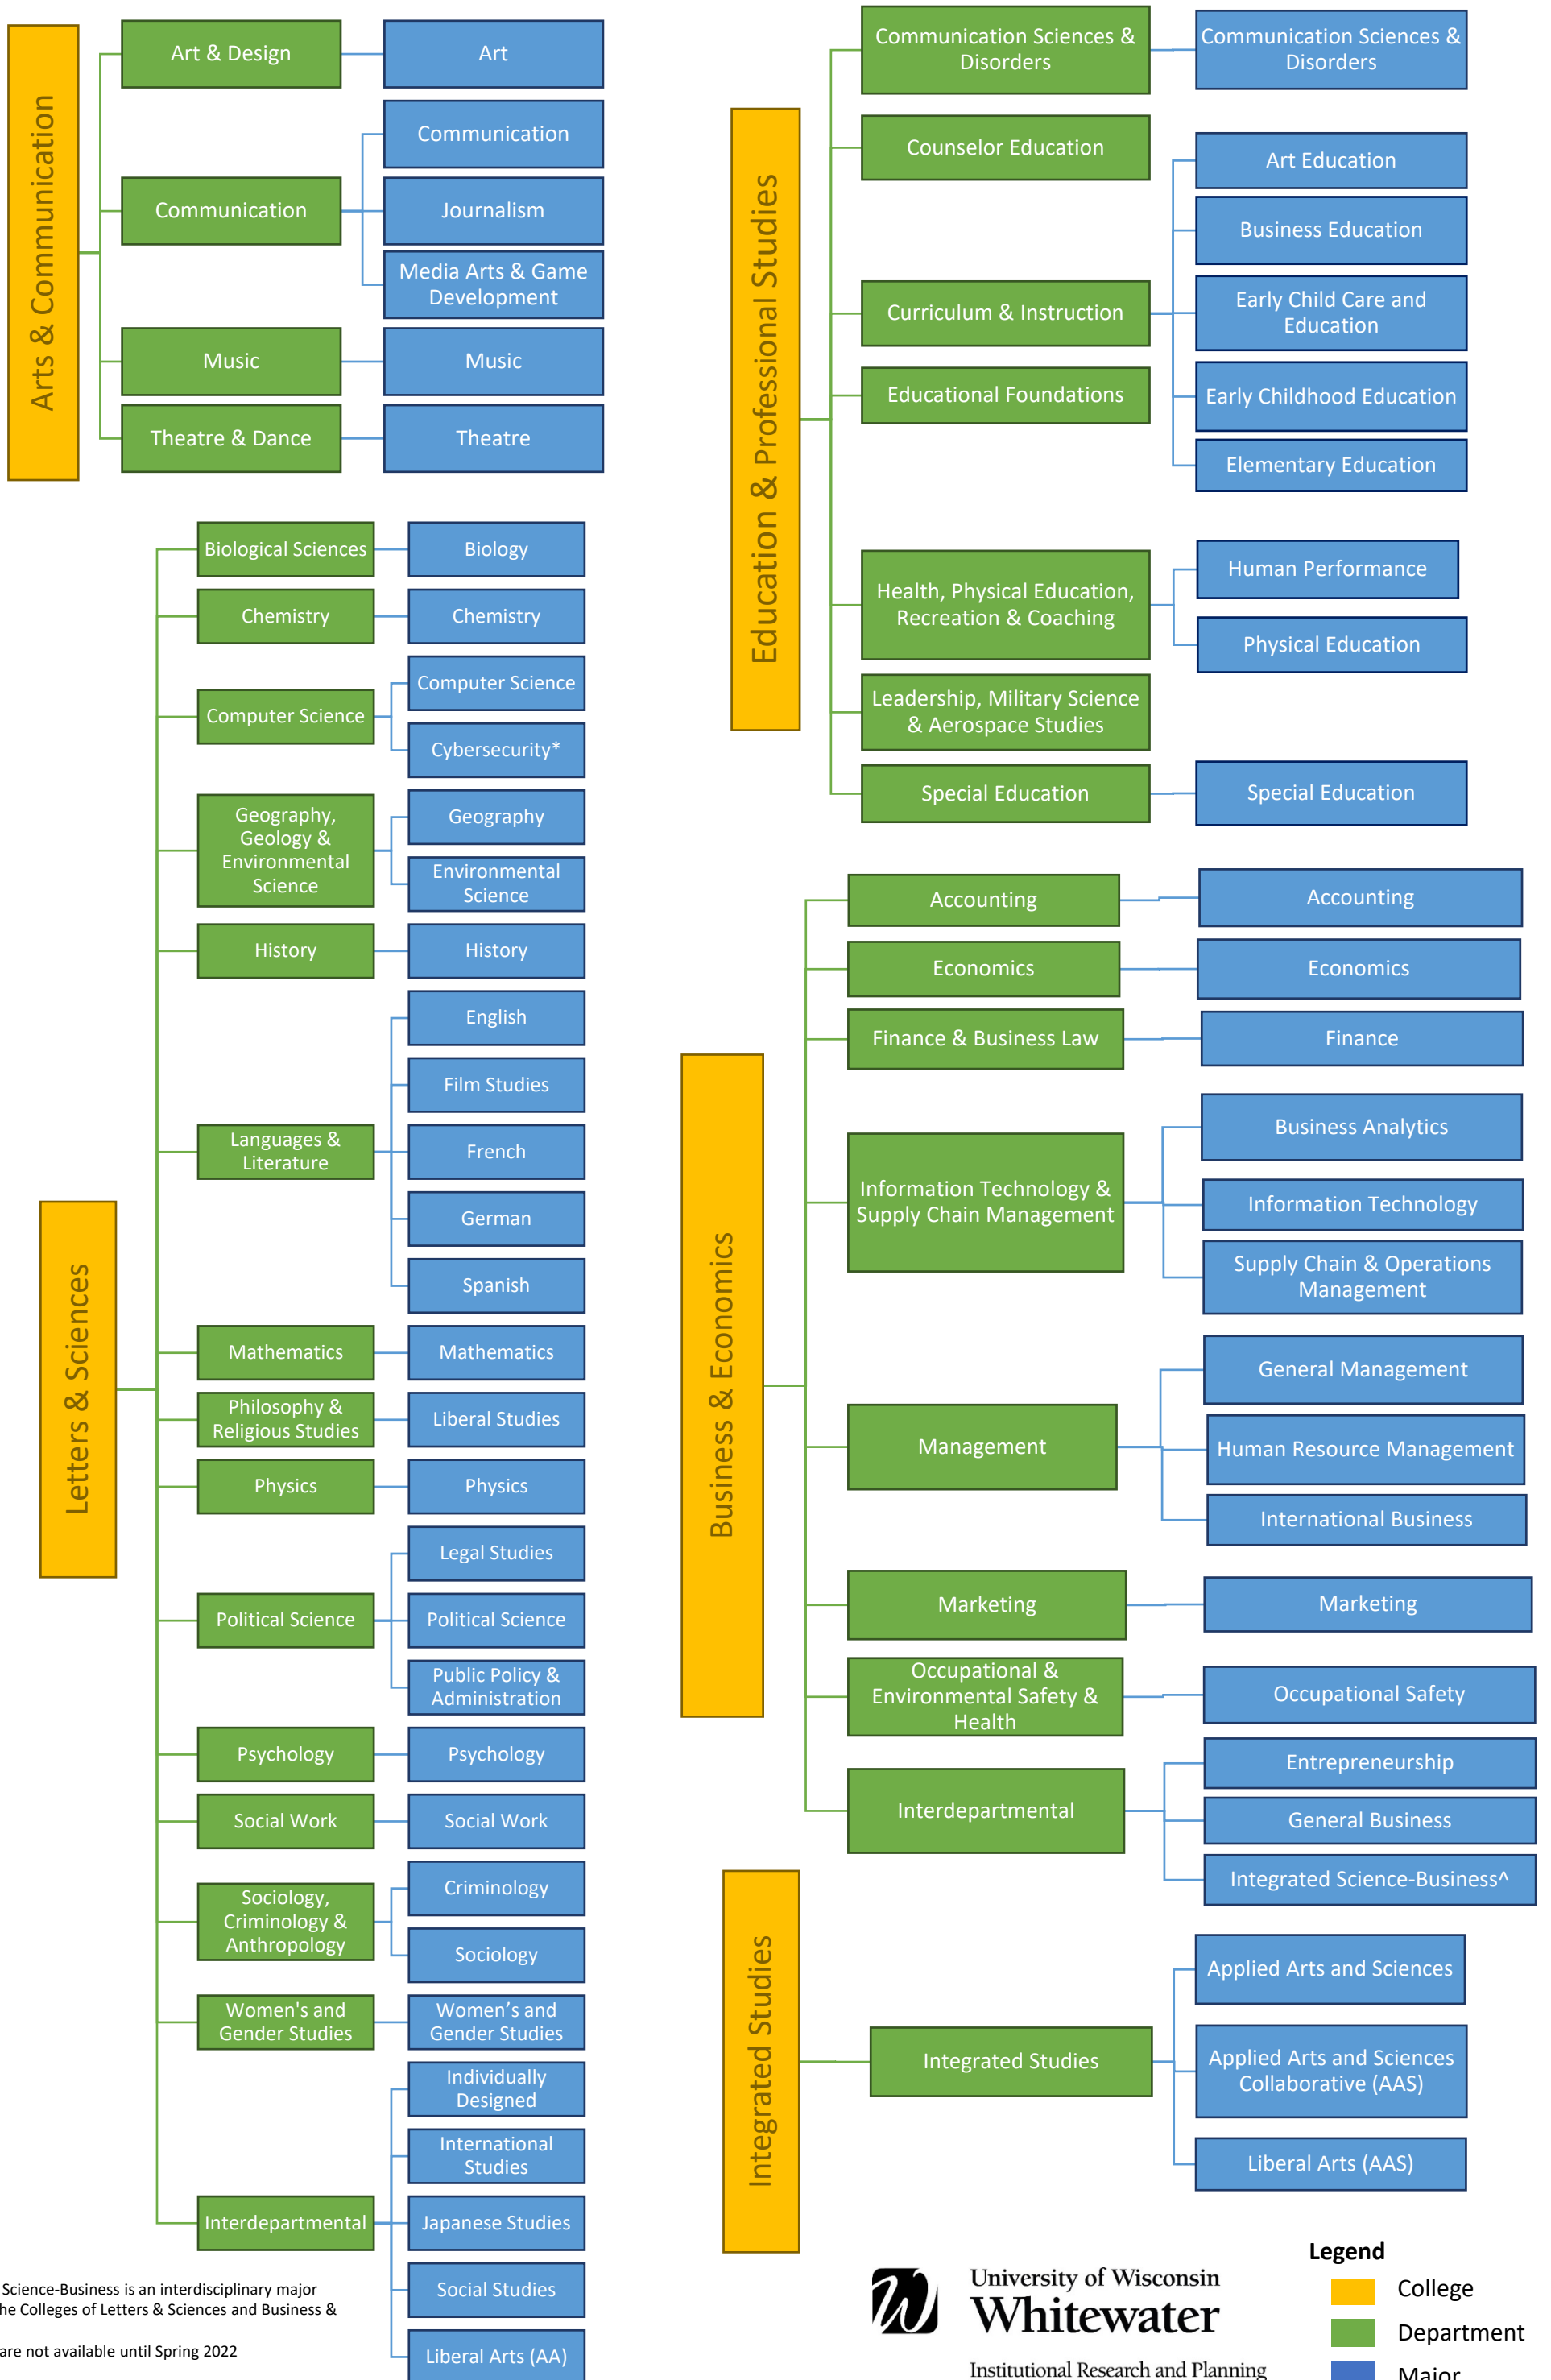 Arts & Communication
Art & Design
Art
Communication
Communication
Journalism
Media Arts & Game
Development
Music
Music
Theatre & Dance
Theatre
Letters & Sciences
Biological Sciences
Biology
Chemistry
Chemistry
Computer Science
Computer Science
Cybersecurity*
Geography,
Geology &
Environmental
Science
Geography
Environmental
Science
History
History
Languages &
Literature
English
Film Studies
French
German
Spanish
Mathematics
Mathematics
Philosophy &
Religious Studies
Liberal Studies
Physics
Physics
Political Science
Legal Studies
Political Science
Public Policy &
Administration
Psychology
Psychology
Social Work
Social Work
Sociology,
Criminology &
Anthropology
Criminology
Sociology
Women's and
Gender Studies
Women’s and
Gender Studies
Interdepartmental
Individually
Designed
International
Studies
Japanese Studies
Social Studies
Liberal Arts (AA)
Science-Business is an interdisciplinary major
he Colleges of Letters & Sciences and Business &
are not available until Spring 2022
Education & Professional Studies
Communication Sciences &
Disorders
Communication Sciences &
Disorders
Counselor Education
Curriculum & Instruction
Art Education
Business Education
Early Child Care and
Education
Early Childhood Education
Elementary Education
Educational Foundations
Health, Physical Education,
Recreation & Coaching
Human Performance
Physical Education
Leadership, Military Science
& Aerospace Studies
Special Education
Special Education
Business & Economics
Accounting
Accounting
Economics
Economics
Finance & Business Law
Finance
Information Technology &
Supply Chain Management
Business Analytics
Information Technology
Supply Chain & Operations
Management
Management
General Management
Human Resource Management
International Business
Marketing
Marketing
Occupational &
Environmental Safety &
Health
Occupational Safety
Interdepartmental
Entrepreneurship
General Business
Integrated Science-Business^
Integrated Studies
Integrated Studies
Applied Arts and Sciences
Applied Arts and Sciences
Collaborative (AAS)
Liberal Arts (AAS)
University of Wisconsin
Whitewater
Institutional Research and Planning
Legend
College
Department
Major